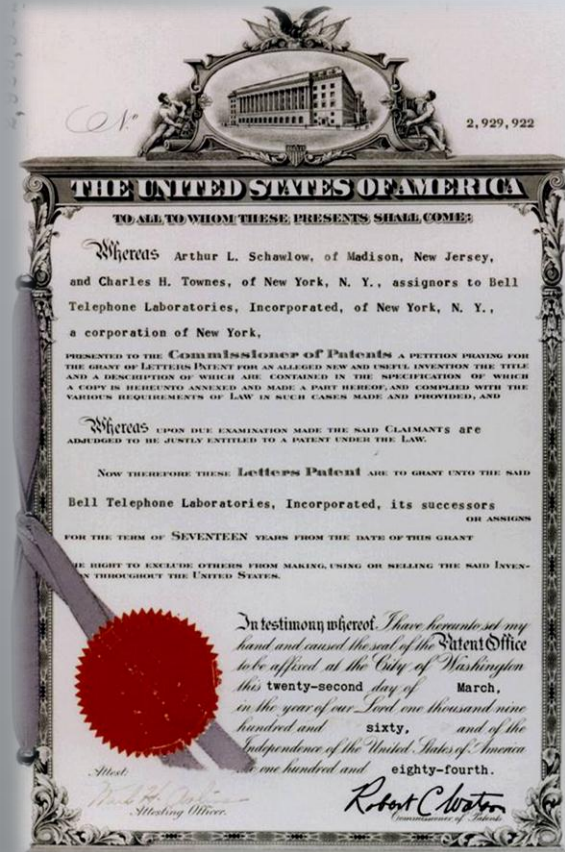 No
2,929,922
THE UNITED STATES OF AMERICA
TO ALL TO WHOM THESE PRESENTS SHALL COME:
Whereas Arthur L. Schawlow, of Madison, New Jersey,
and Charles H. Townes, of New York, N. Y., assignors to Bell
Telephone Laboratories, Incorporated, of New York, N. Y.,
a corporation of New York,
PRESENTED TO THE Commissioner of Patents A PETITION PRAYING FOR
THE GRANT OF LETTERS PATENT FOR AN ALLEGED NEW AND USEFUL INVENTION THE TITLE
AND A DESCRIPTION OF WHICH ARE CONTAINED IN THE SPECIFICATION OF WHICH
A COPY IS HEREUNTO ANNEXED AND MADE A PART HEREOF, AND COMPLIED WITH THE
VARIOUS REQUIREMENTS OF LAW IN SUCH CASES MADE AND PROVIDED, AND
Whereas UPON DUE EXAMINATION MADE THE SAID CLAIMANTs are
ADJUDGED TO BE JUSTLY ENTITLED TO A PATENT UNDER THE LAW.
NOW THEREFORE THESE Letters Patent ARE TO GRANT UNTO THE SAID
Bell Telephone Laboratories, Incorporated, its successors
OR ASSIGNS
FOR THE TERM OF SEVENTEEN YEARS FROM THE DATE OF THIS GRANT
HE RIGHT TO EXCLUDE OTHERS FROM MAKING, USING OR SELLING THE SAID INVEN-
N THROUGHOUT THE UNITED STATES.
In testimony whereof I have hereunto set my
hand and caused the seal of the Patent Office
to be affixed at the City of Washington
this twenty-second day of March,
in the year of our Lord one thousand nine
hundred and sixty, and of the
Independence of the United States of America
one hundred and eighty-fourth.
Attest:
Attesting Officer.
Robert C Watson
Commissioner of Patents